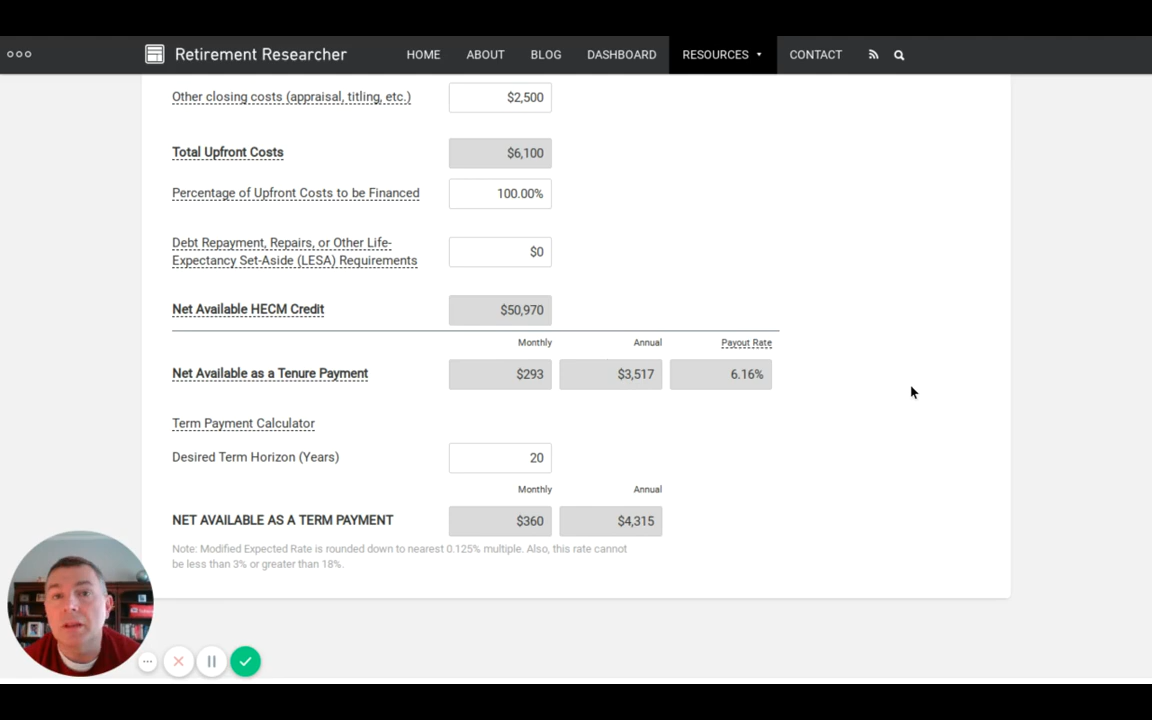 Retirement Researcher
HOME ABOUT BLOG DASHBOARD RESOURCES CONTACT
Other closing costs (appraisal, titling, etc.) $2,500
Total Upfront Costs $6,100
Percentage of Upfront Costs to be Financed 100.00%
Debt Repayment, Repairs, or Other Life-
Expectancy Set-Aside (LESA) Requirements $0
Net Available HECM Credit $50,970
Monthly Annual Payout Rate
Net Available as a Tenure Payment $293 $3,517 6.16%
Term Payment Calculator
Desired Term Horizon (Years) 20
Monthly Annual
NET AVAILABLE AS A TERM PAYMENT $360 $4,315
Note: Modified Expected Rate is rounded down to nearest 0.125% multiple. Also, this rate cannot
be less than 3% or greater than 18%.